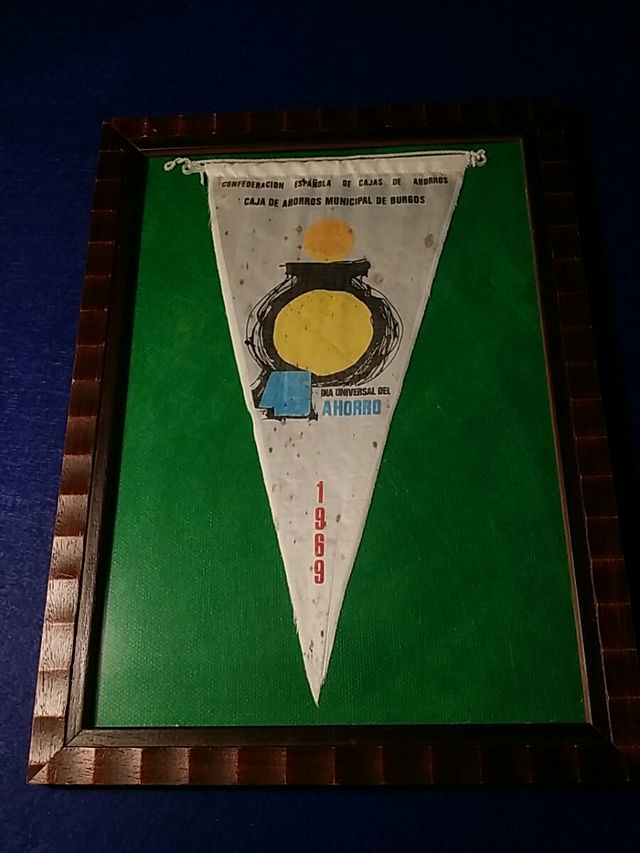 CONFEDERACION ESPAÑOLA DE CAJAS DE AHORROS
CAJA DE AHORROS MUNICIPAL DE BURGOS
DIA UNIVERSAL DEL
AHORRO
1969